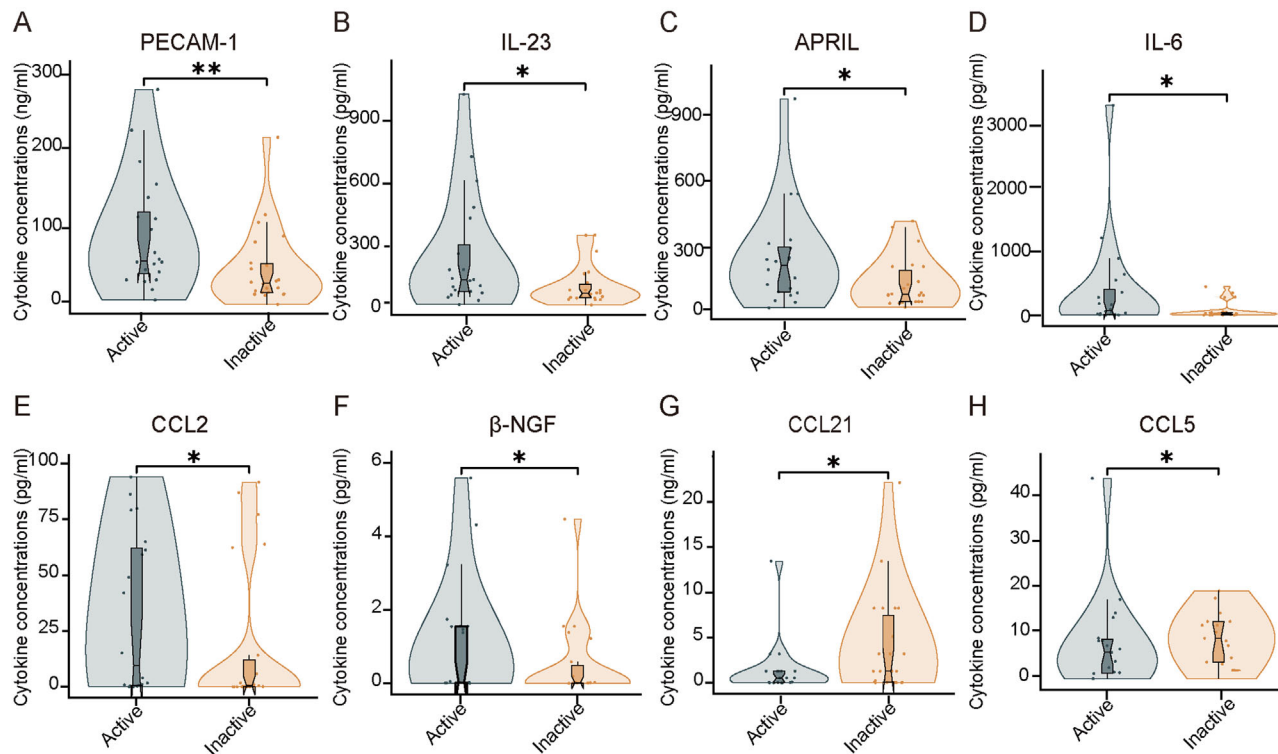 A
PECAM-1
Cytokine concentrations (ng/ml)
300
200
100
0
**
Active
Inactive
B
IL-23
Cytokine concentrations (pg/ml)
900
600
300
0
*
Active
Inactive
C
APRIL
Cytokine concentrations (pg/ml)
900
600
300
0
*
Active
Inactive
D
IL-6
Cytokine concentrations (pg/ml)
3000
2000
1000
0
*
Active
Inactive
E
CCL2
Cytokine concentrations (pg/ml)
100
75
50
25
0
*
Active
Inactive
F
β-NGF
Cytokine concentrations (pg/ml)
6
4
2
0
*
Active
Inactive
G
CCL21
Cytokine concentrations (ng/ml)
20
15
10
5
0
*
Active
Inactive
H
CCL5
Cytokine concentrations (pg/ml)
40
30
20
10
0
*
Active
Inactive